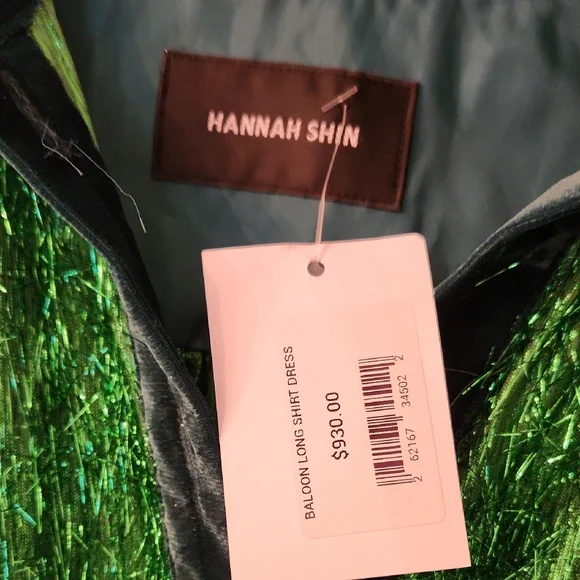 HANNAH SHIN
BALOON LONG SHIRT DRESS
$930.00
2 62167 34502 2